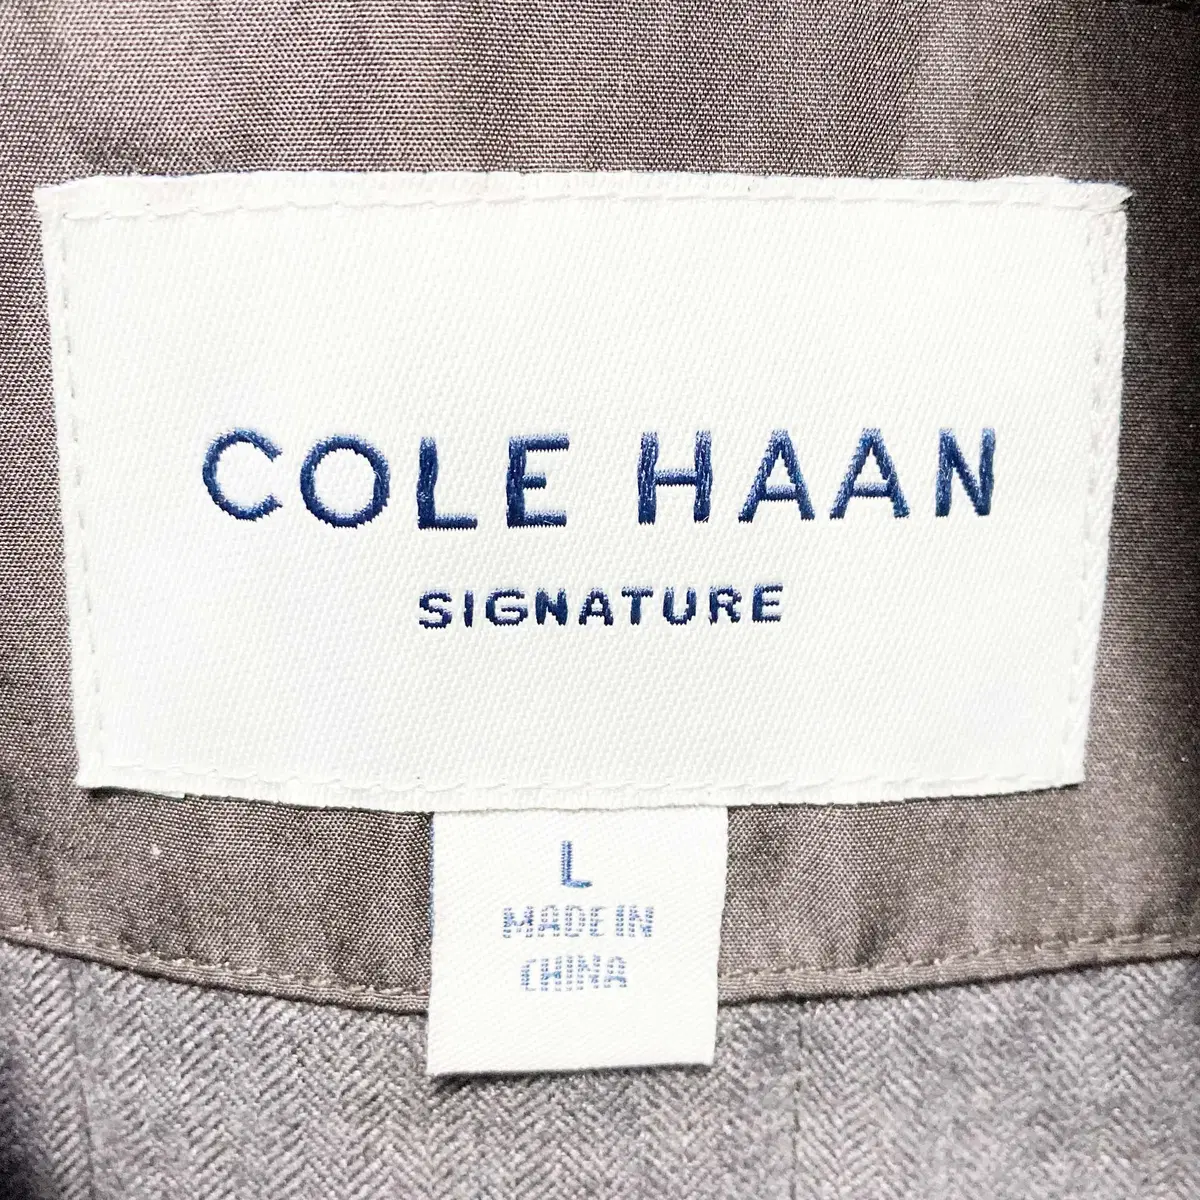 COLE HAAN
SIGNATURE
L
MADE IN
CHINA